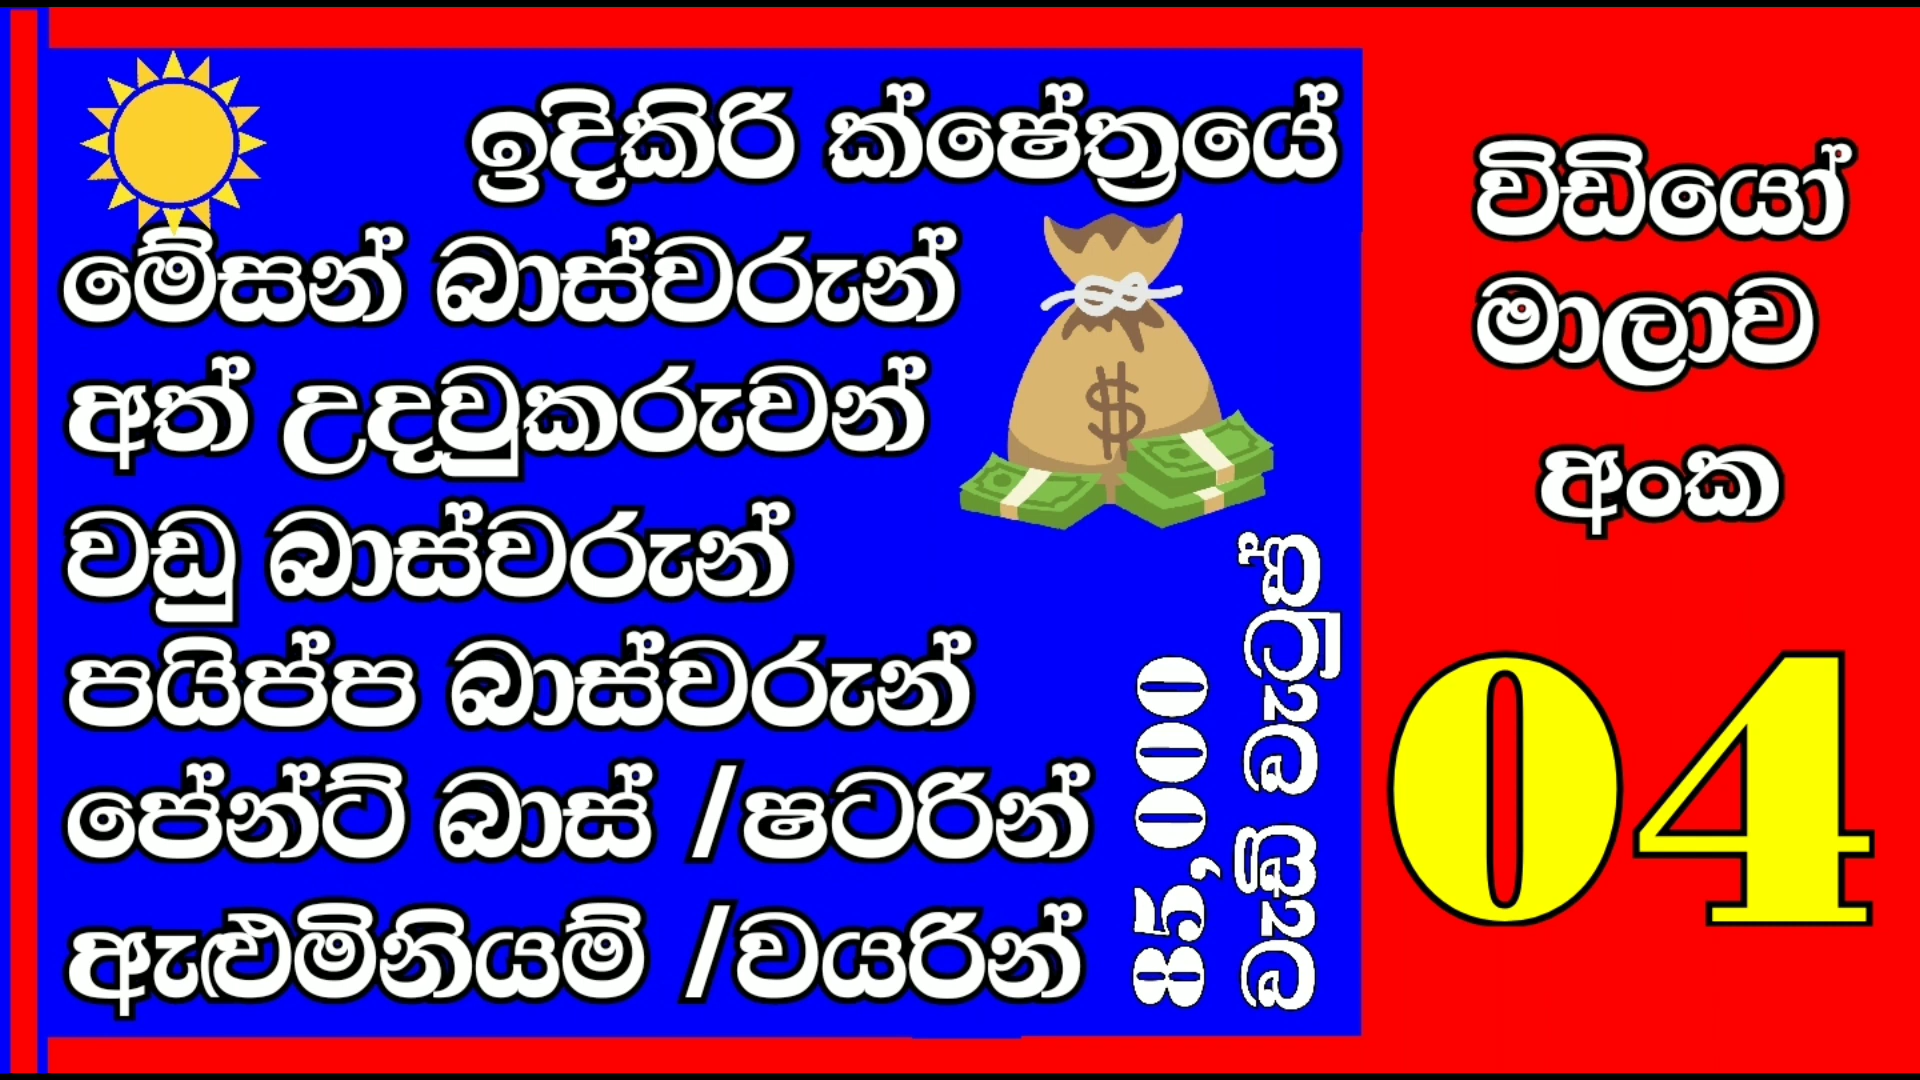 ඉදිකිරි ක්ෂේත්‍රයේ
මේසන් බාස්වරුන්
අත් උදවුකරුවන්
වඩු බාස්වරුන්
පයිප්ප බාස්වරුන්
පේන්ට් බාස් /ෂටරින්
ඇළුමිනියම් /වයරින්
85,000
වැඩි වැටුප්
විඩියෝ
මාලාව
අංක
04